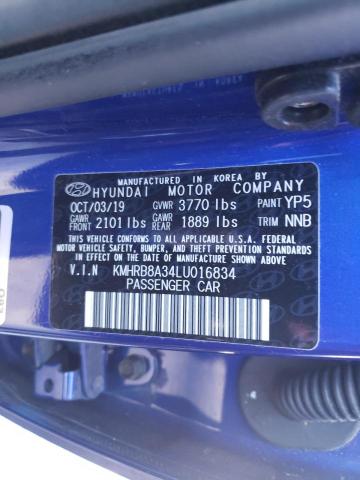 MANUFACTURED IN KOREA BY
HYUNDAI MOTOR COMPANY
OCT/03/19 GVWR 3770 lbs PAINT YP5
GAWR FRONT 2101 lbs GAWR REAR 1889 lbs TRIM NNB
THIS VEHICLE CONFORMS TO ALL APPLICABLE U.S.
FEDERAL MOTOR VEHICLE SAFETY, BUMPER, AND
THEFT PREVENTION STANDARDS IN EFFECT ON
THE DATE OF MANUFACTURE SHOWN ABOVE.
V.I.N KMHRB8A34LU016834
PASSENGER CAR